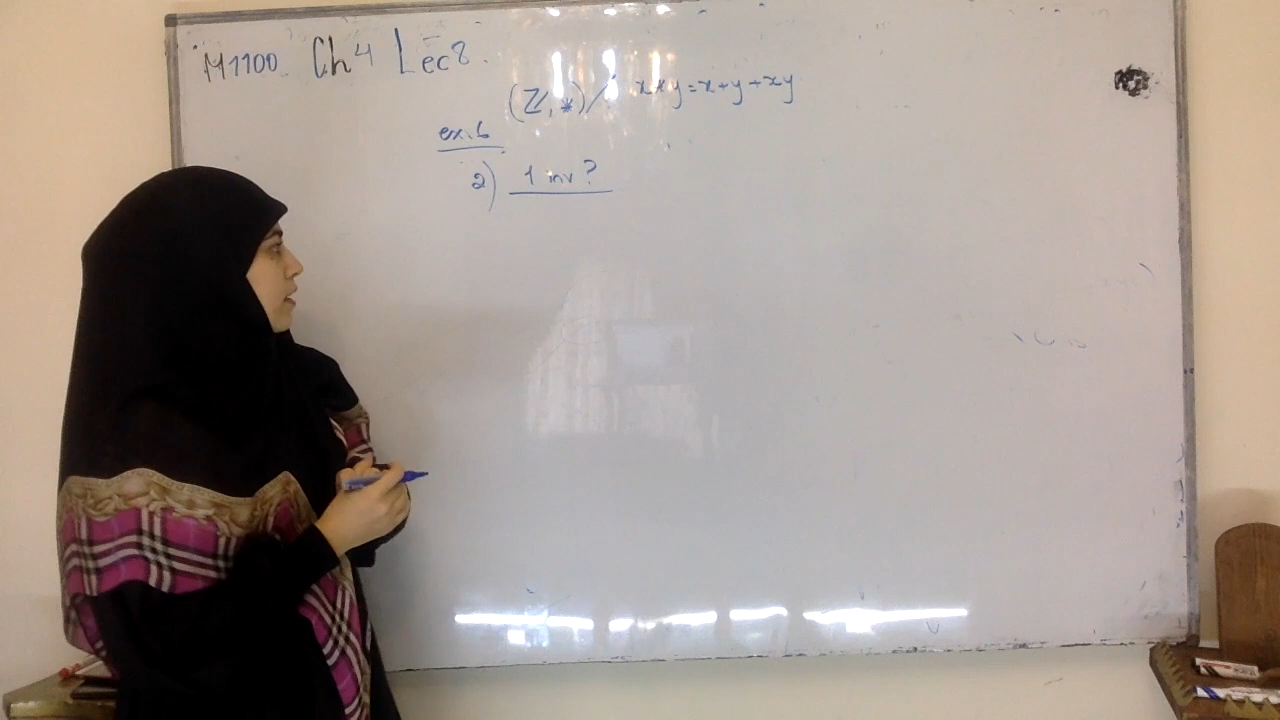 M1100 Ch4 Lec8.
(ℤ, *) / x * y = x + y + xy
ex.6
2) 1 inv?